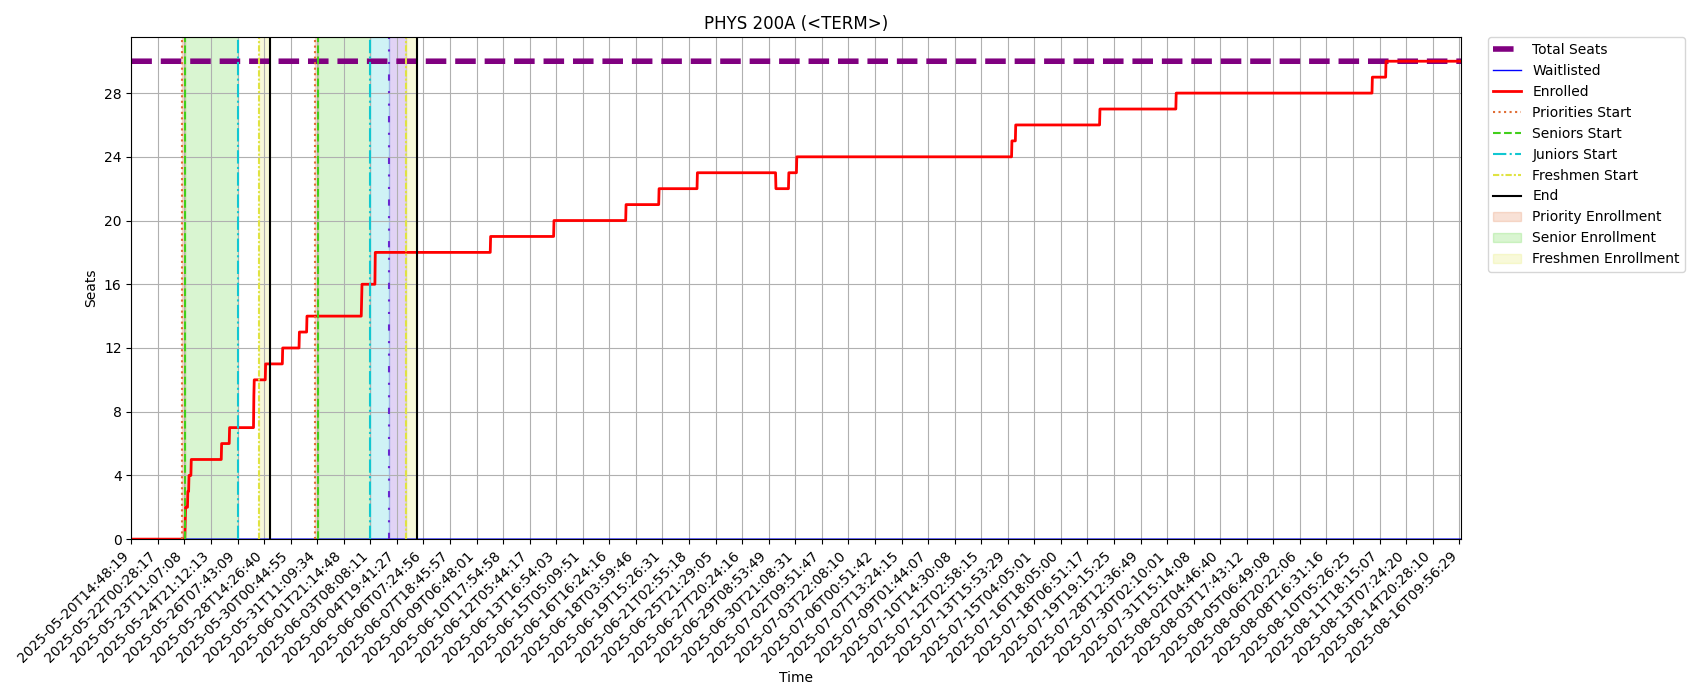 PHYS 200A (<TERM>)
Total Seats
Waitlisted
Enrolled
Priorities Start
Seniors Start
Juniors Start
Freshmen Start
End
Priority Enrollment
Senior Enrollment
Freshmen Enrollment
Seats
28
24
20
16
12
8
4
0
2025-05-20T14:48:19
2025-05-22T00:28:17
2025-05-23T11:07:08
2025-05-24T21:12:13
2025-05-26T07:43:09
2025-05-28T14:26:40
2025-05-30T00:44:55
2025-05-31T11:09:34
2025-06-01T21:14:48
2025-06-03T08:08:11
2025-06-04T19:41:27
2025-06-06T07:24:56
2025-06-07T18:45:57
2025-06-09T06:48:01
2025-06-10T17:54:58
2025-06-12T05:44:17
2025-06-13T16:54:03
2025-06-15T05:09:51
2025-06-16T16:24:16
2025-06-18T03:59:46
2025-06-19T15:26:31
2025-06-21T02:55:18
2025-06-25T21:29:05
2025-06-27T20:24:16
2025-06-29T08:53:49
2025-06-30T21:08:31
2025-07-02T09:51:47
2025-07-03T22:08:10
2025-07-06T00:51:42
2025-07-07T13:24:15
2025-07-09T01:44:07
2025-07-10T14:30:08
2025-07-12T02:58:15
2025-07-13T15:53:29
2025-07-15T04:05:01
2025-07-16T18:05:00
2025-07-18T06:51:17
2025-07-19T19:15:25
2025-07-28T12:36:49
2025-07-30T02:10:01
2025-07-31T15:14:08
2025-08-02T04:46:40
2025-08-03T17:43:12
2025-08-05T06:49:08
2025-08-06T20:22:06
2025-08-08T16:31:16
2025-08-10T05:26:25
2025-08-11T18:15:07
2025-08-13T07:24:20
2025-08-14T20:28:10
2025-08-16T09:56:29
Time